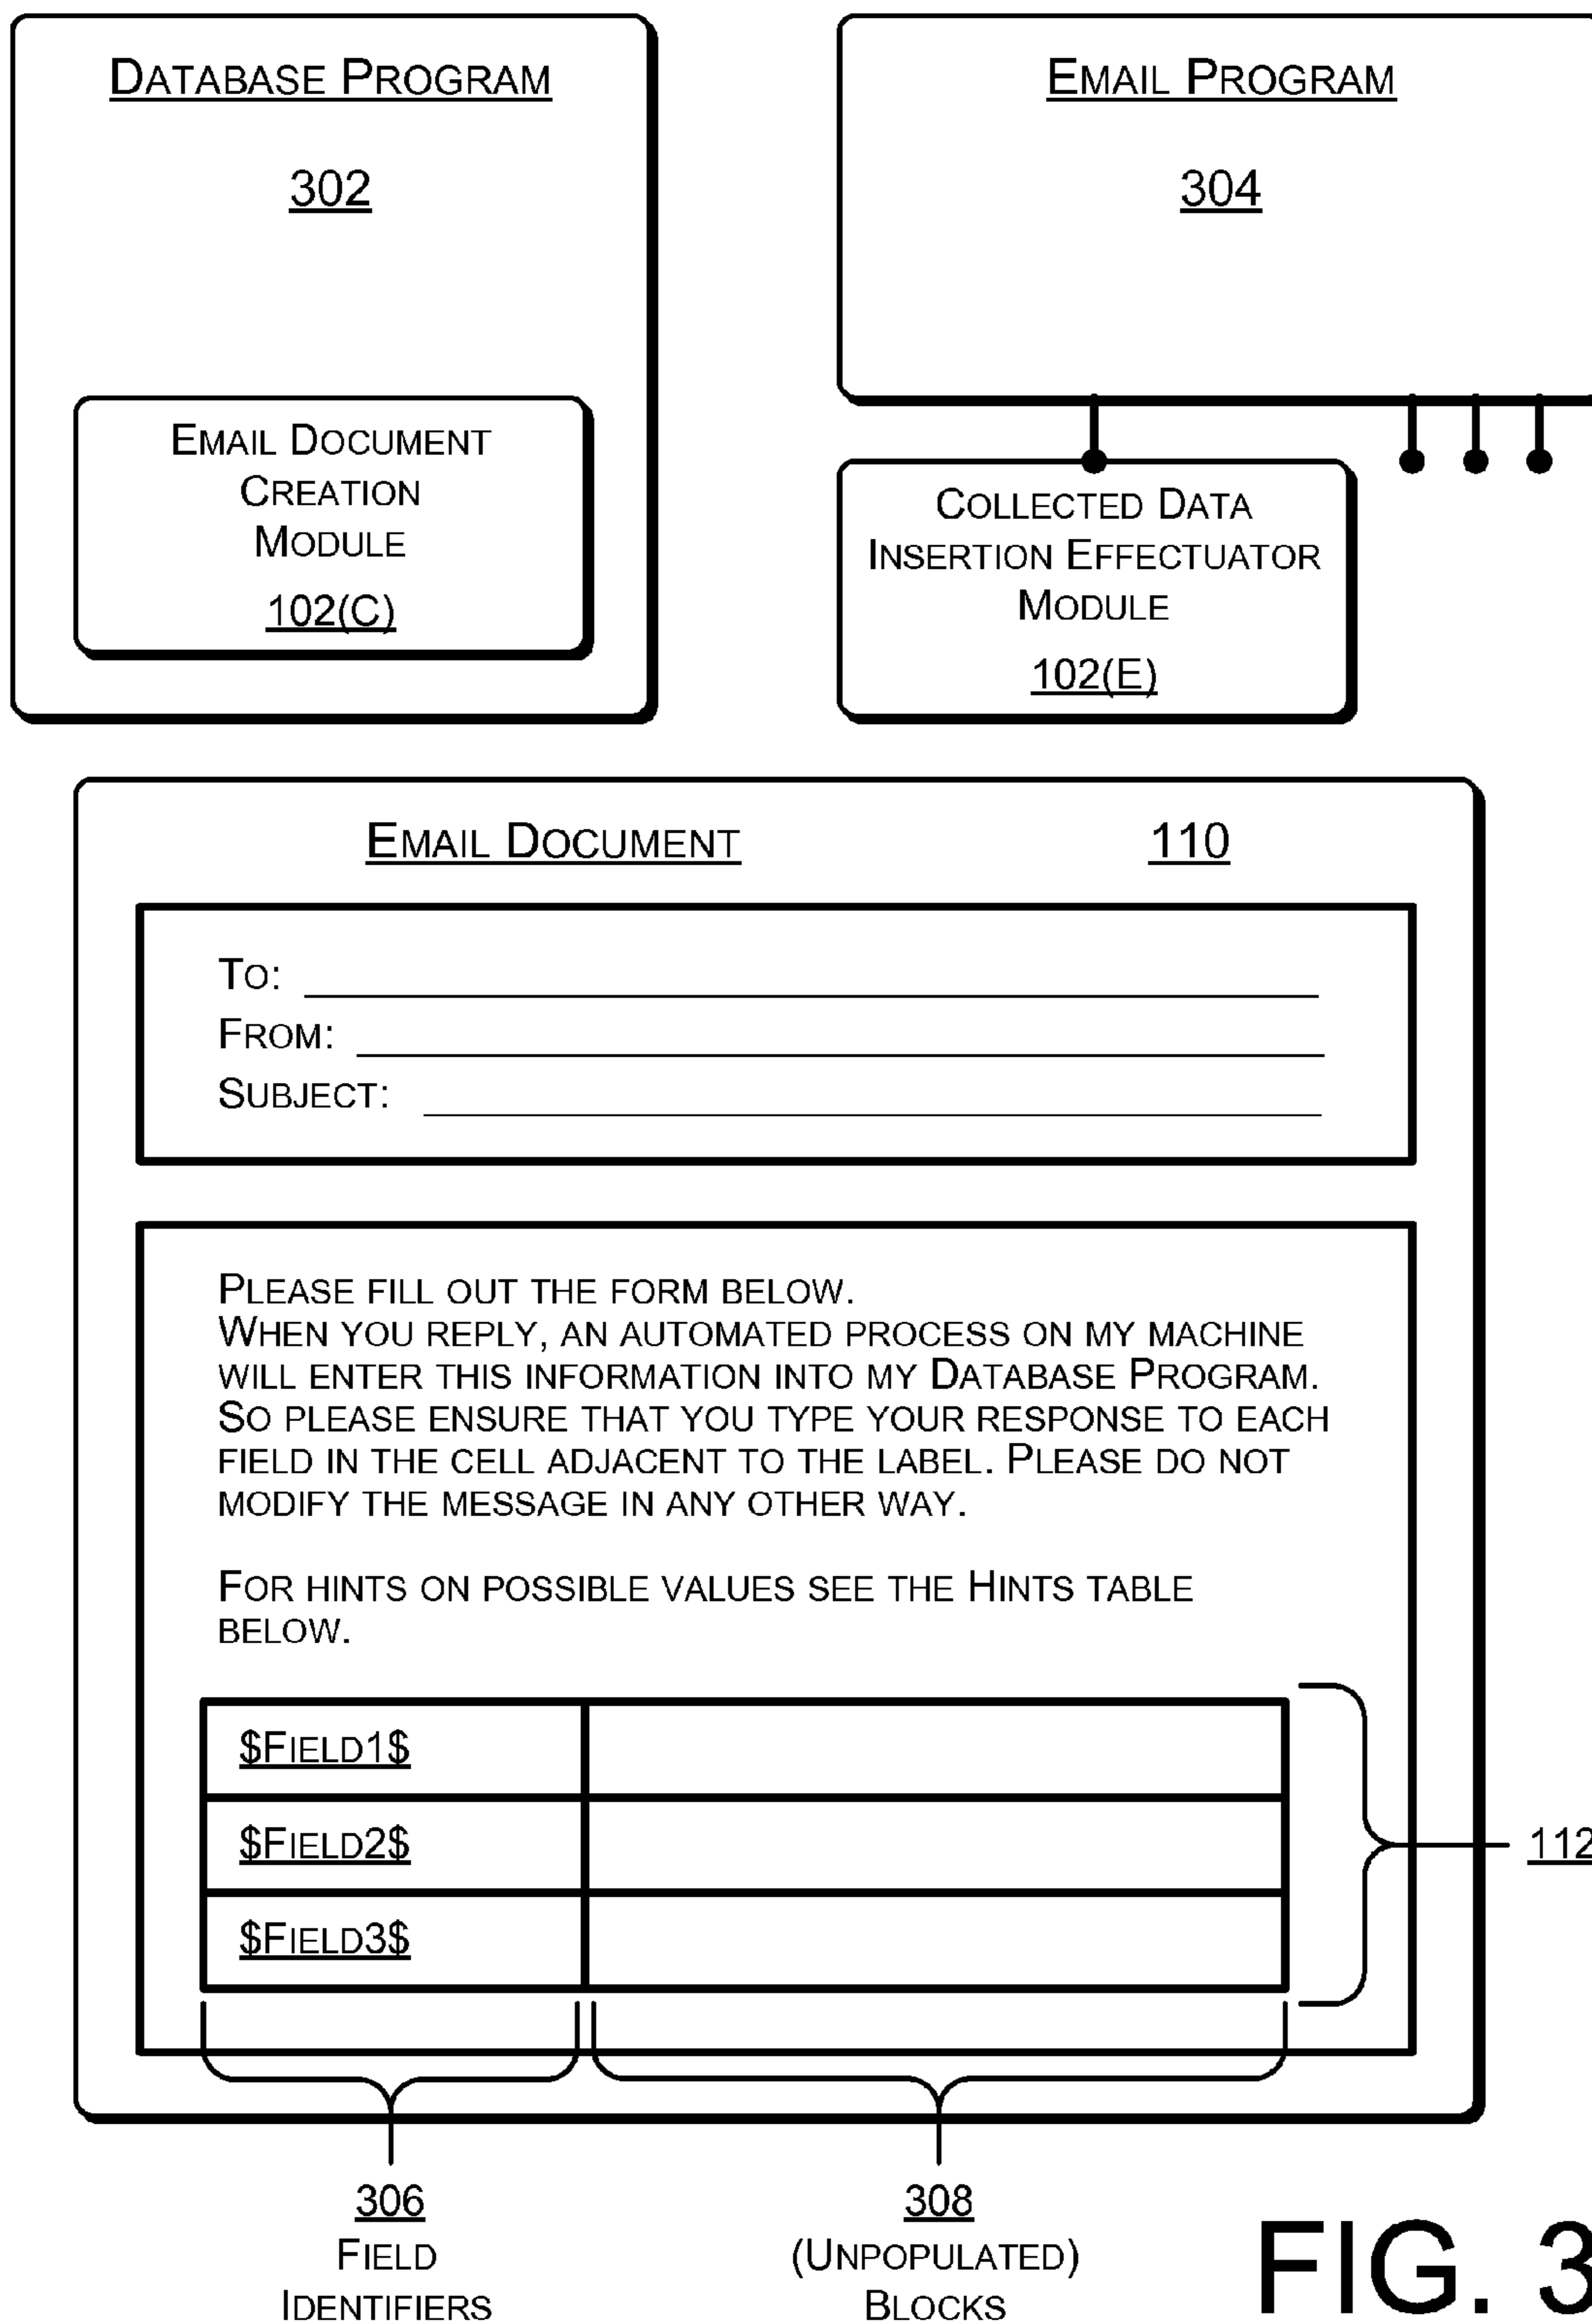 DATABASE PROGRAM
302
EMAIL DOCUMENT
CREATION
MODULE
102(C)
EMAIL PROGRAM
304
COLLECTED DATA
INSERTION EFFECTUATOR
MODULE
102(E)
EMAIL DOCUMENT 110
TO:
FROM:
SUBJECT:
PLEASE FILL OUT THE FORM BELOW.
WHEN YOU REPLY, AN AUTOMATED PROCESS ON MY MACHINE
WILL ENTER THIS INFORMATION INTO MY DATABASE PROGRAM.
SO PLEASE ENSURE THAT YOU TYPE YOUR RESPONSE TO EACH
FIELD IN THE CELL ADJACENT TO THE LABEL. PLEASE DO NOT
MODIFY THE MESSAGE IN ANY OTHER WAY.
FOR HINTS ON POSSIBLE VALUES SEE THE HINTS TABLE
BELOW.
$FIELD1$
$FIELD2$
$FIELD3$
112
306
FIELD
IDENTIFIERS
308
(UNPOPULATED)
BLOCKS
FIG. 3